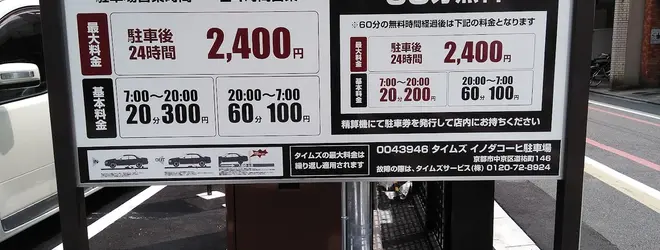 最大料金
駐車後
24時間
2,400円
基本料金
7:00〜20:00
20分300円
20:00〜7:00
60分100円
※60分の無料時間経過後は下記の料金となります
最大料金
駐車後
24時間
2,400円
基本料金
7:00〜20:00
20分200円
20:00〜7:00
60分100円
精算機にて駐車券を発行して店内にお持ちください
タイムズの最大料金は
繰り返し適用されます
0043946 タイムズ イノダコーヒ駐車場
京都市中京区道祐町146
故障の際は、タイムズサービス(株) 0120-72-8924